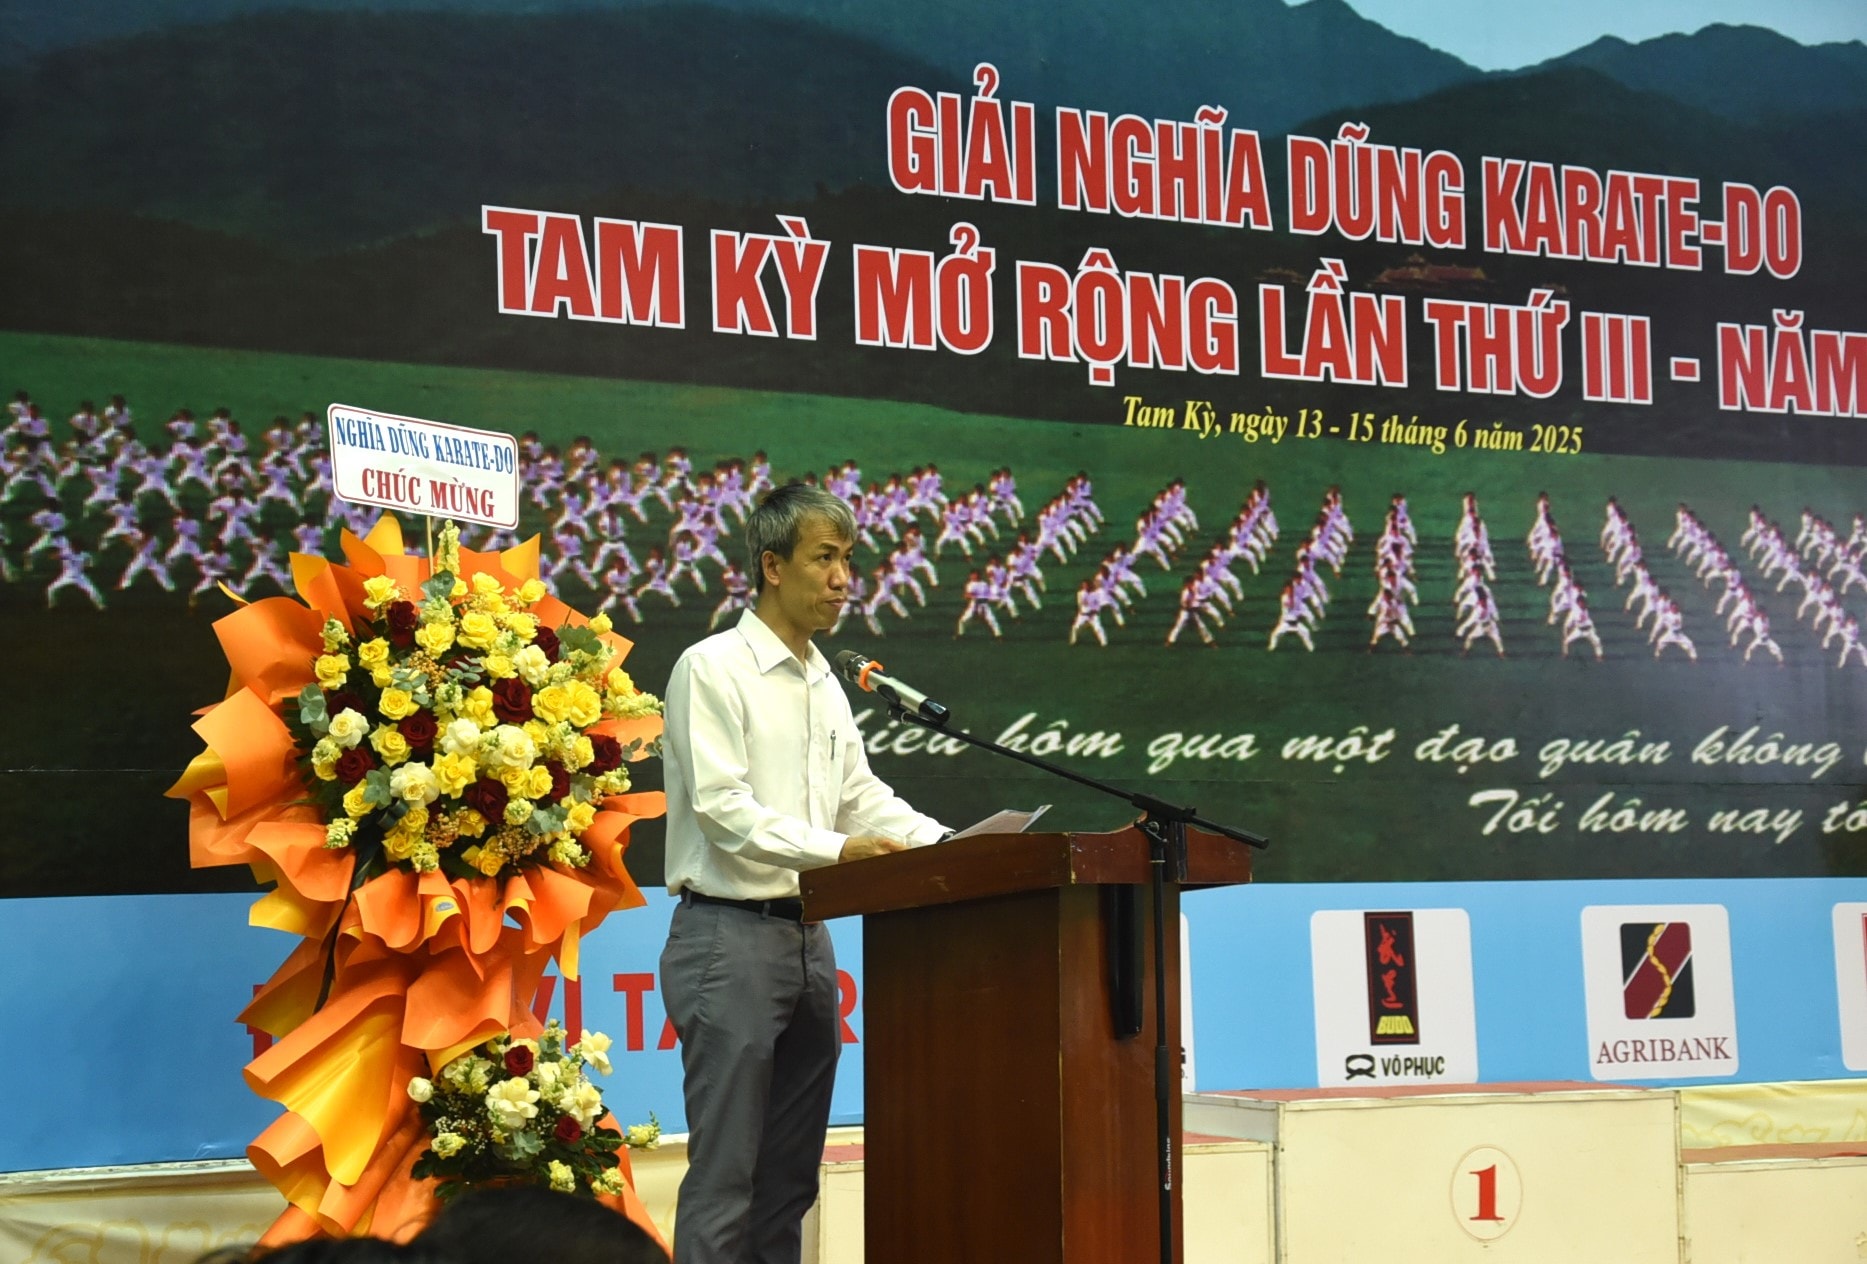 GIẢI NGHĨA DŨNG KARATE-DO
TAM KỲ MỞ RỘNG LẦN THỨ III - NĂM
Tam Kỳ, ngày 13 - 15 tháng 6 năm 2025
NGHĨA DŨNG KARATE-DO
CHÚC MỪNG
hôm qua một đạo quân không
Tối hôm nay
VỊ
BUDO
VÕ PHỤC
AGRIBANK
1